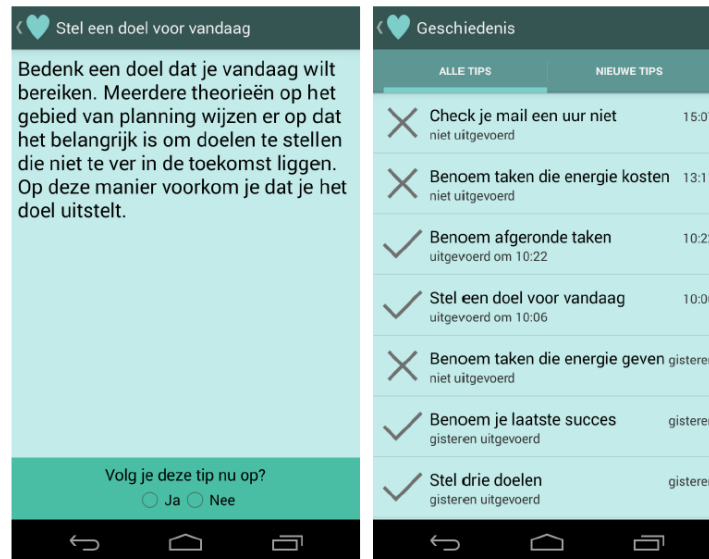 Stel een doel voor vandaag
Bedenk een doel dat je vandaag wilt
bereiken. Meerdere theorieën op het
gebied van planning wijzen er op dat
het belangrijk is om doelen te stellen
die niet te ver in de toekomst liggen.
Op deze manier voorkom je dat je het
doel uitstelt.
Volg je deze tip nu op?
Ja Nee
Geschiedenis
ALLE TIPS NIEUWE TIPS
Check je mail een uur niet
niet uitgevoerd
Benoem taken die energie kosten
niet uitgevoerd
Benoem afgeronde taken
uitgevoerd om 10:22
Stel een doel voor vandaag
uitgevoerd om 10:06
Benoem taken die energie geven
niet uitgevoerd
Benoem je laatste succes
gisteren uitgevoerd
Stel drie doelen
gisteren uitgevoerd